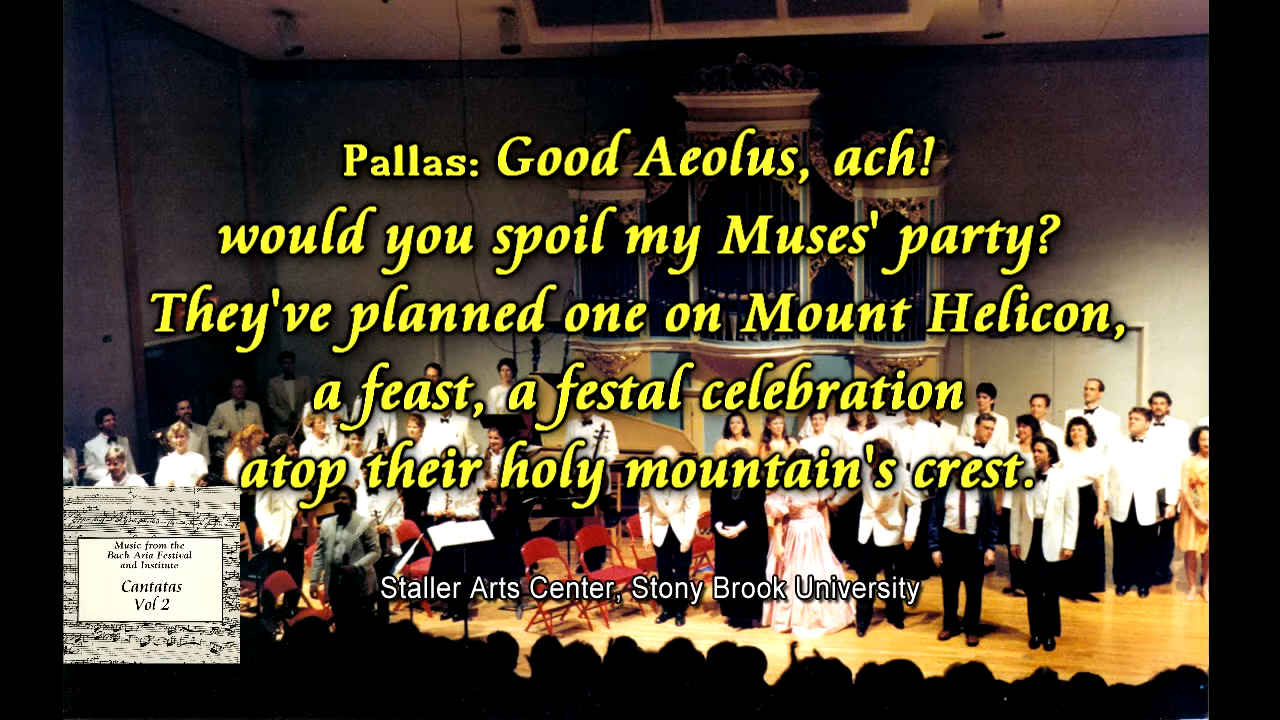 Pallas: Good Aeolus, ach!
would you spoil my Muses' party?
They've planned one on Mount Helicon,
a feast, a festal celebration
atop their holy mountain's crest.
Music from the
Bach Aria Festival
and Institute
Cantatas
Vol 2
Staller Arts Center, Stony Brook University